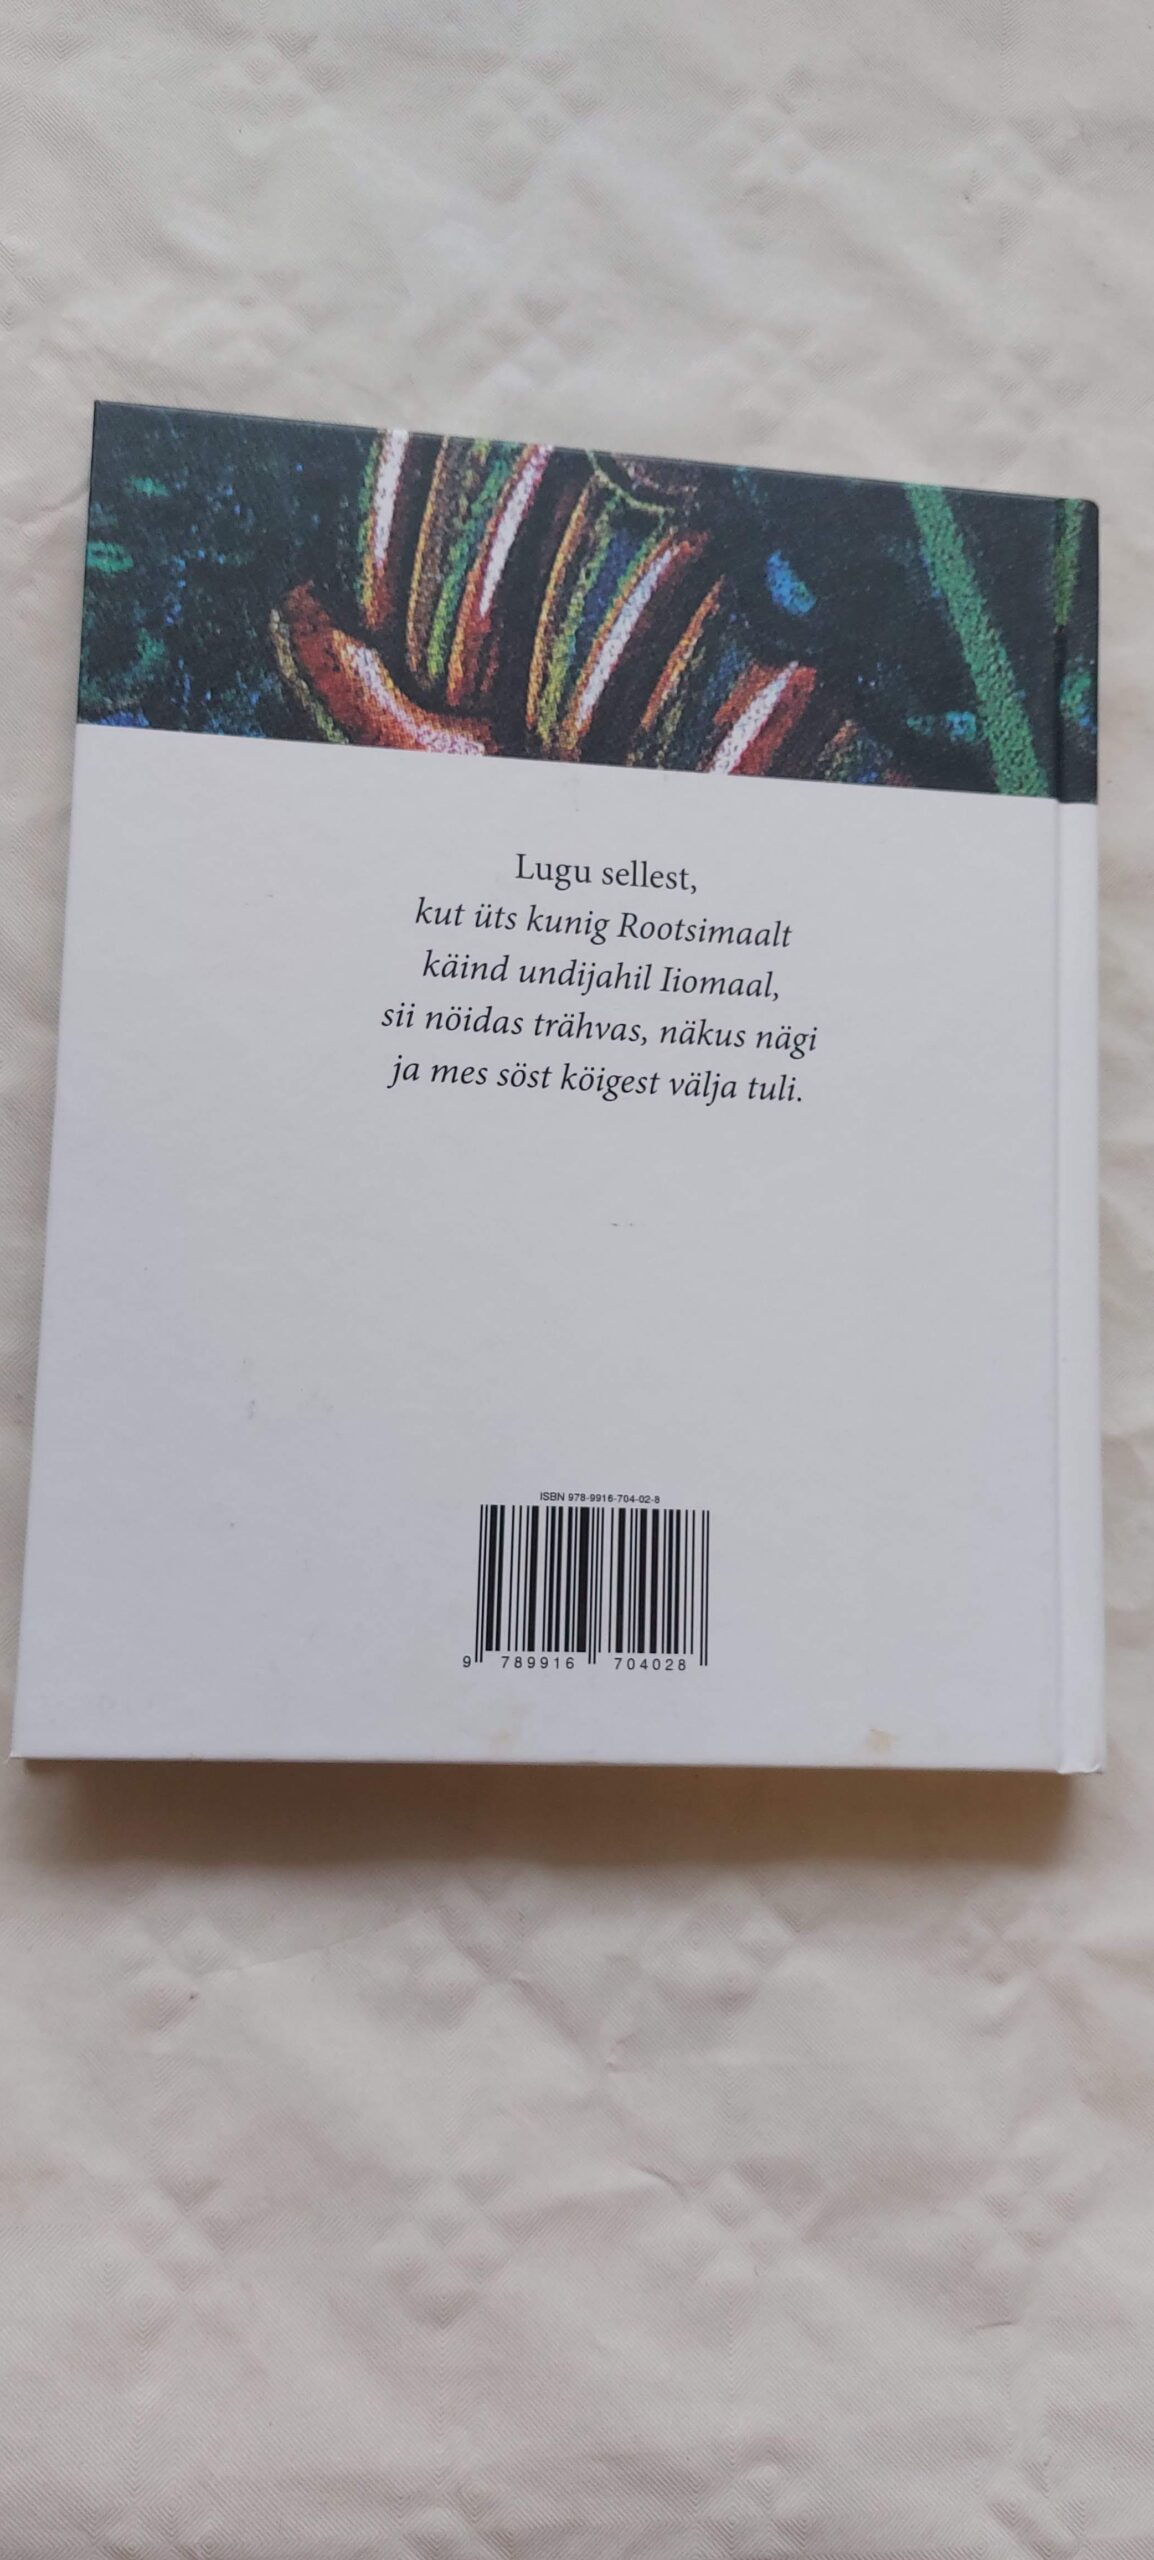 Lugu sellest,
kut üts kunig Rootsimaalt
käind undijahil Iiomaal,
sii nöidas trähvas, näkus nägi
ja mes söst köigest välja tuli.
ISBN 978-9916-704-02-8
9 789916 704028